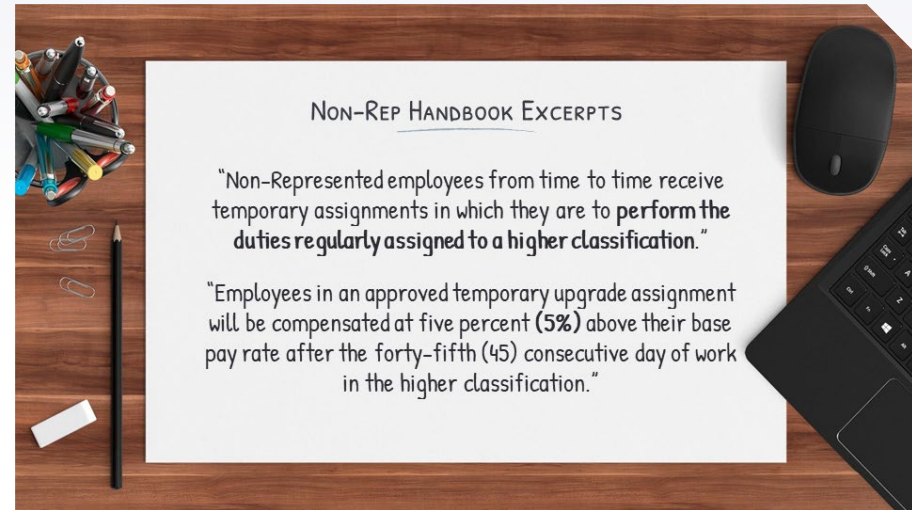 Non-Rep Handbook Excerpts
"Non-Represented employees from time to time receive
temporary assignments in which they are to perform the
duties regularly assigned to a higher classification."
"Employees in an approved temporary upgrade assignment
will be compensated at five percent (5%) above their base
pay rate after the forty-fifth (45) consecutive day of work
in the higher classification."